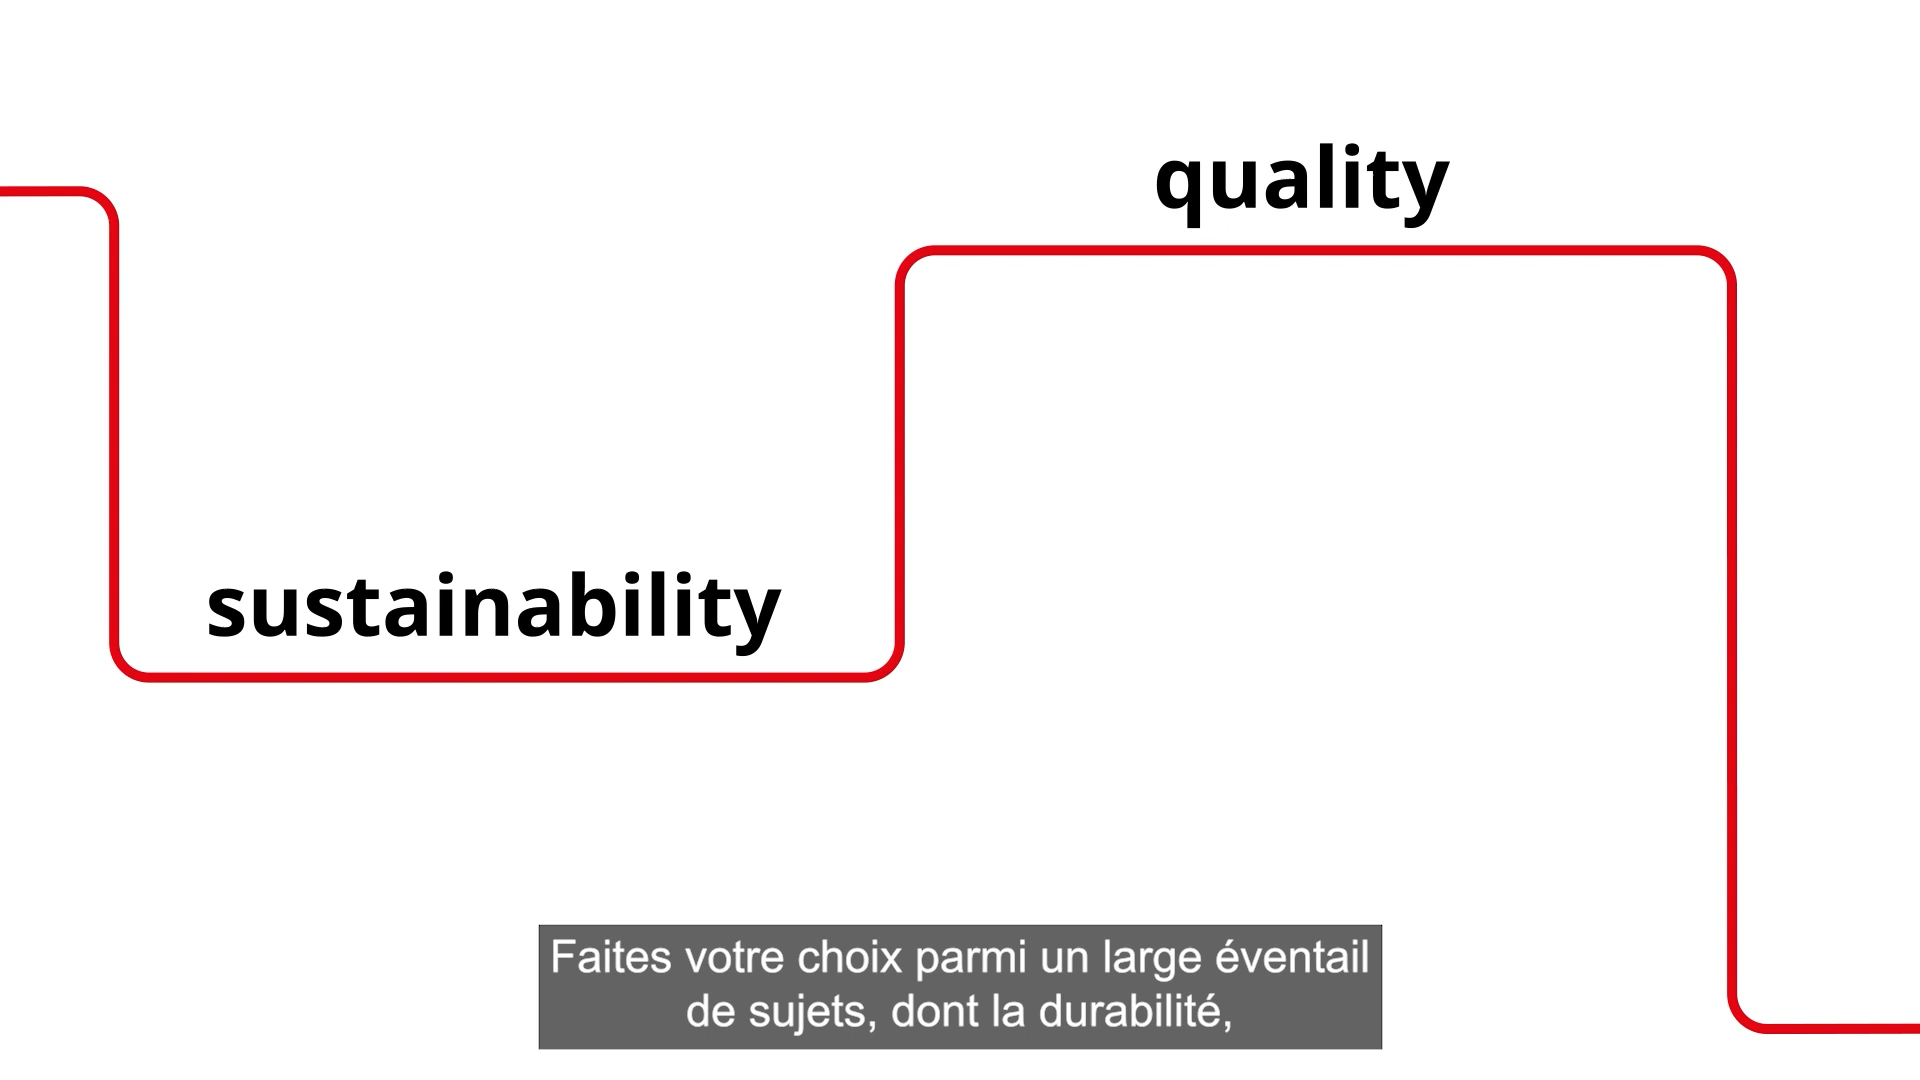 quality
sustainability
Faites votre choix parmi un large éventail
de sujets, dont la durabilité,